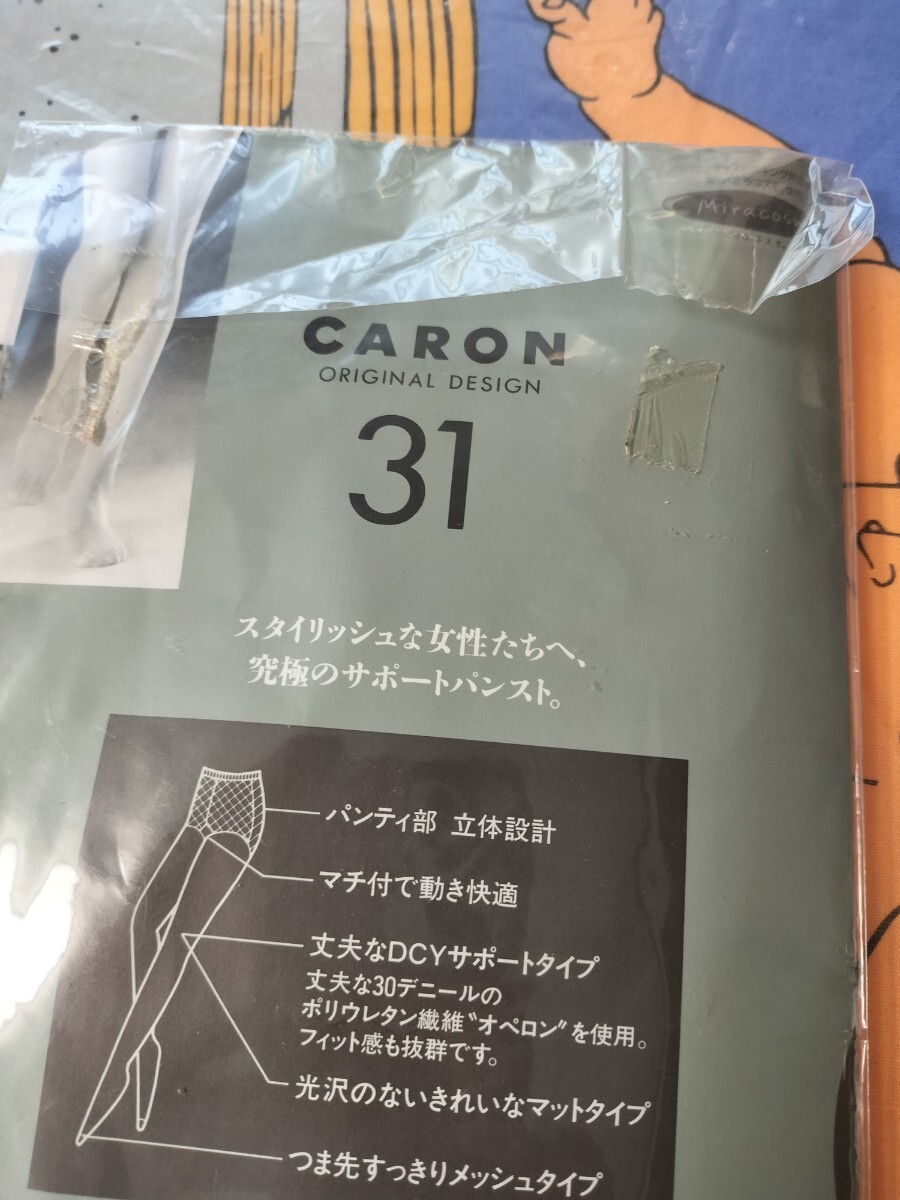 Miracos
CARON
ORIGINAL DESIGN
31
スタイリッシュな女性たちへ、
究極のサポートパンスト。
パンティ部 立体設計
マチ付で動き快適
丈夫なDCYサポートタイプ
丈夫な30デニールの
ポリウレタン繊維〝オペロン〟を使用。
フィット感も抜群です。
光沢のないきれいなマットタイプ
つま先すっきりメッシュタイプ